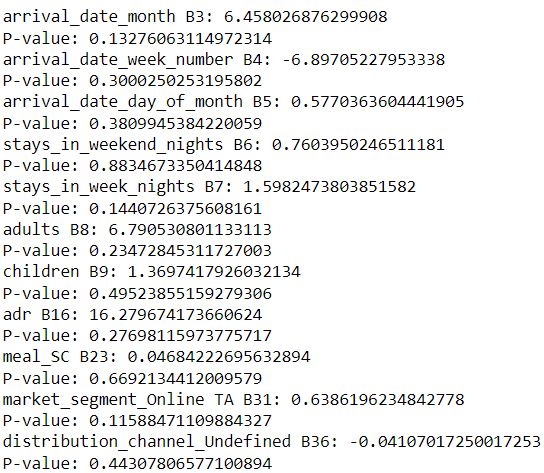 arrival_date_month B3: 6.458026876299908
P-value: 0.13276063114972314
arrival_date_week_number B4: -6.89705227953338
P-value: 0.3000250253195802
arrival_date_day_of_month B5: 0.5770363604441905
P-value: 0.3809945384220059
stays_in_weekend_nights B6: 0.7603950246511181
P-value: 0.8834673350414848
stays_in_week_nights B7: 1.5982473803851582
P-value: 0.1440726375608161
adults B8: 6.790530801133113
P-value: 0.23472845311727003
children B9: 1.3697417926032134
P-value: 0.49523855159279306
adr B16: 16.279674173660624
P-value: 0.27698115973775717
meal_SC B23: 0.04684222695632894
P-value: 0.6692134412009579
market_segment_Online TA B31: 0.6386196234842778
P-value: 0.11588471109884327
distribution_channel_Undefined B36: -0.04107017250017253
P-value: 0.44307806577100894